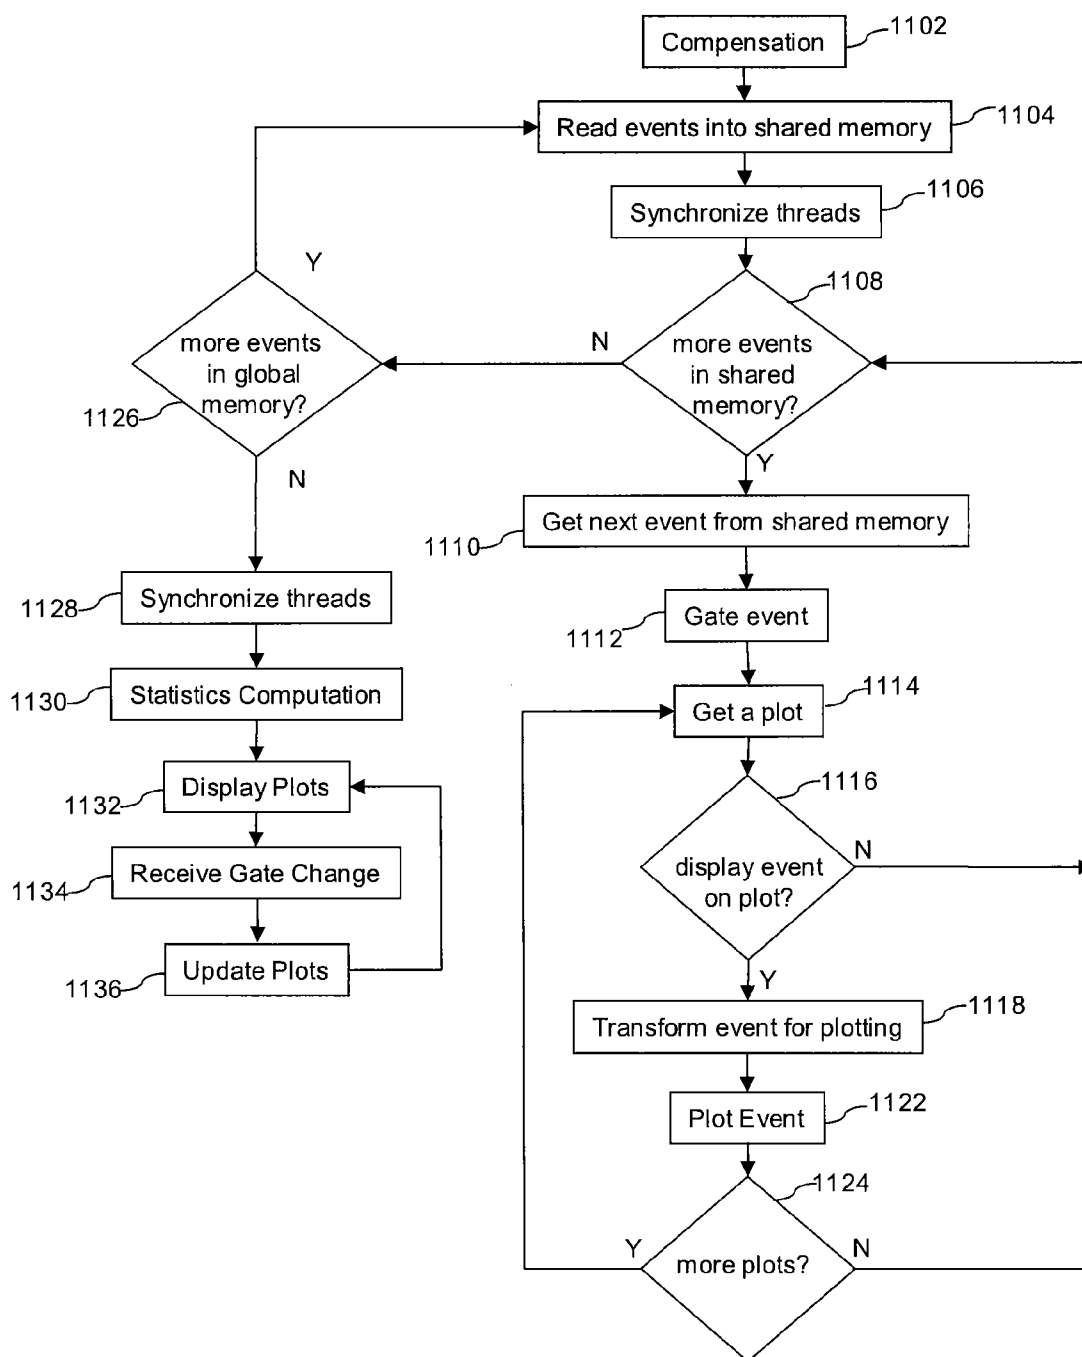 Compensation
1102
Read events into shared memory
1104
Synchronize threads
1106
Y
1108
more events
in global
memory?
1126
N
more events
in shared
memory?
N
Y
Get next event from shared memory
1110
Synchronize threads
1128
Gate event
1112
Statistics Computation
1130
Get a plot
1114
Display Plots
1132
1116
Receive Gate Change
1134
display event
on plot?
N
Update Plots
1136
Y
Transform event for plotting
1118
Plot Event
1122
1124
Y
more plots?
N